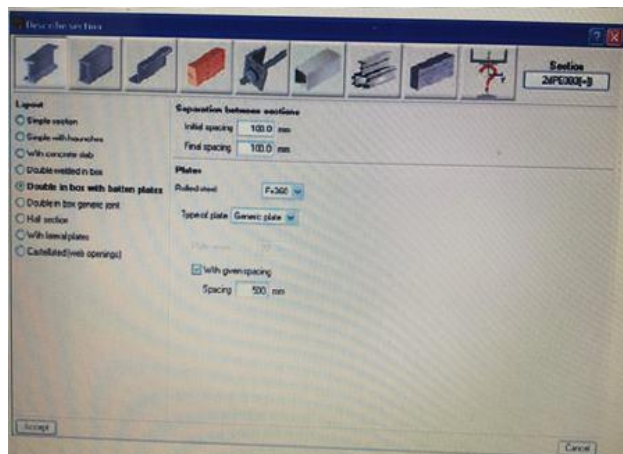 Describe section
Section
Layout
Simple section
Simple with haunches
With concrete slab
Double welded in box
Double in box with batten plates
Double in box generic joint
Half section
With lateral plates
Castellated (web openings)
Separation between sections
Initial spacing 100.0 mm
Final spacing 100.0 mm
Plates
Rolled steel
Type of plate Generic plate
With given spacing
Spacing 500 mm
Accept
Cancel